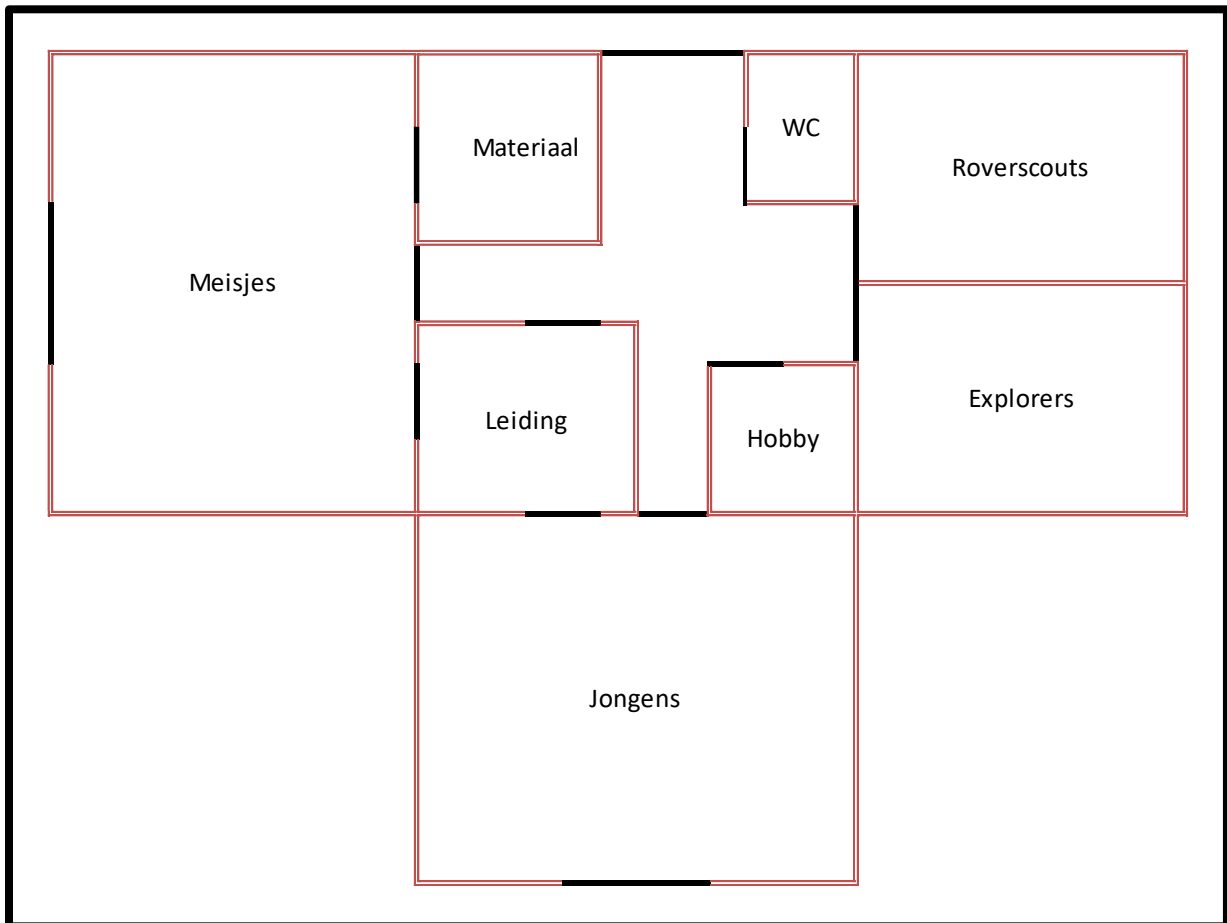 Materiaal
WC
Roverscouts
Meisjes
Explorers
Leiding
Hobby
Jongens